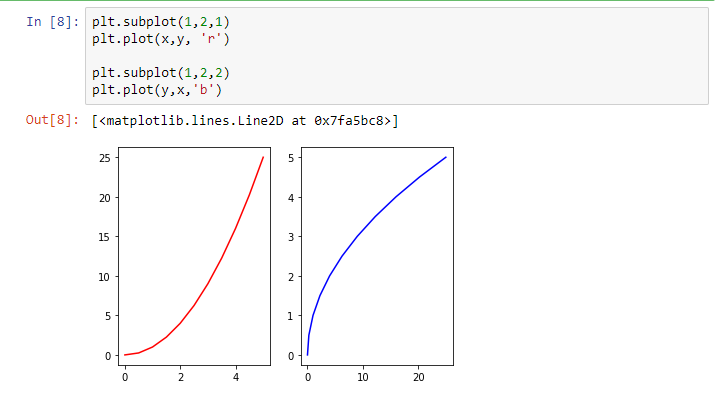 In [8]: plt.subplot(1,2,1)
plt.plot(x,y, 'r')
plt.subplot(1,2,2)
plt.plot(y,x,'b')
Out[8]: [<matplotlib.lines.Line2D at 0x7fa5bc8>]
25
20
15
10
5
0
0 2 4
5
4
3
2
1
0
0 10 20